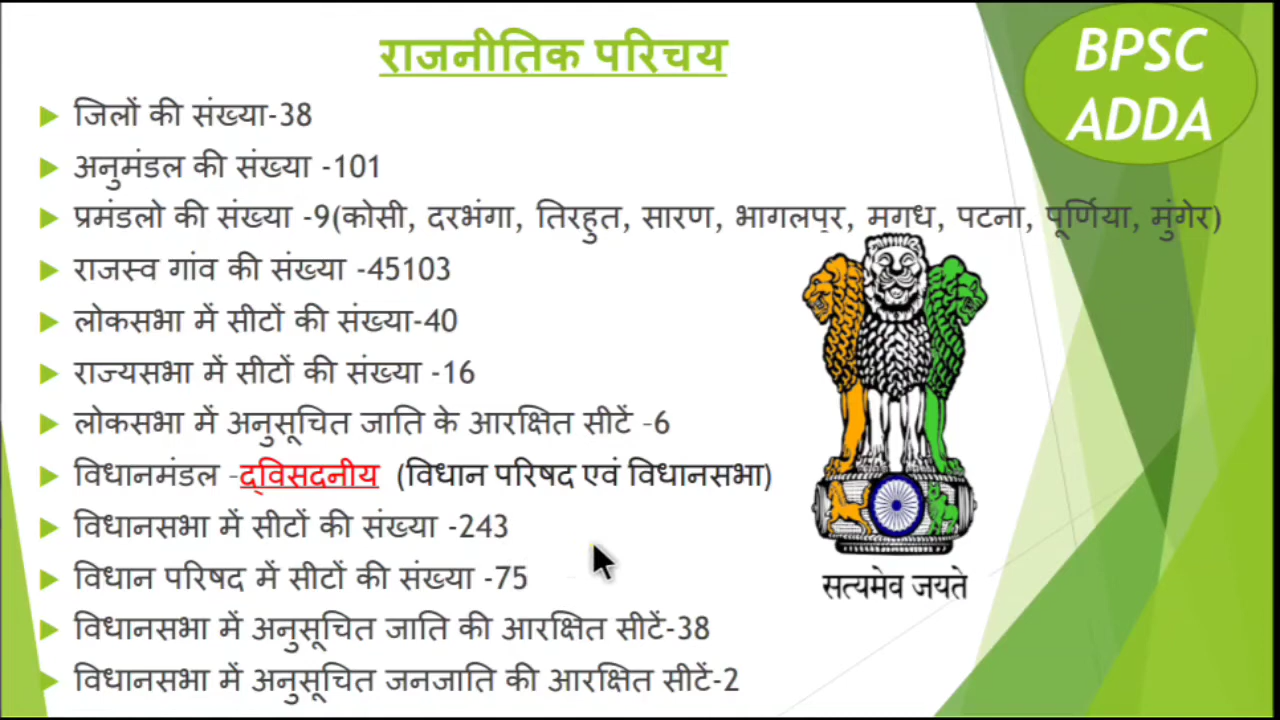 राजनीतिक परिचय
BPSC
ADDA
जिलों की संख्या-38
अनुमंडल की संख्या -101
प्रमंडलो की संख्या -9(कोसी, दरभंगा, तिरहुत, सारण, भागलपुर, मगध, पटना, पूर्णिया, मुंगेर)
राजस्व गांव की संख्या -45103
लोकसभा में सीटों की संख्या-40
राज्यसभा में सीटों की संख्या -16
लोकसभा में अनुसूचित जाति के आरक्षित सीटें -6
विधानमंडल -द्विसदनीय (विधान परिषद एवं विधानसभा)
विधानसभा में सीटों की संख्या -243
विधान परिषद में सीटों की संख्या -75
विधानसभा में अनुसूचित जाति की आरक्षित सीटें-38
विधानसभा में अनुसूचित जनजाति की आरक्षित सीटें-2
सत्यमेव जयते